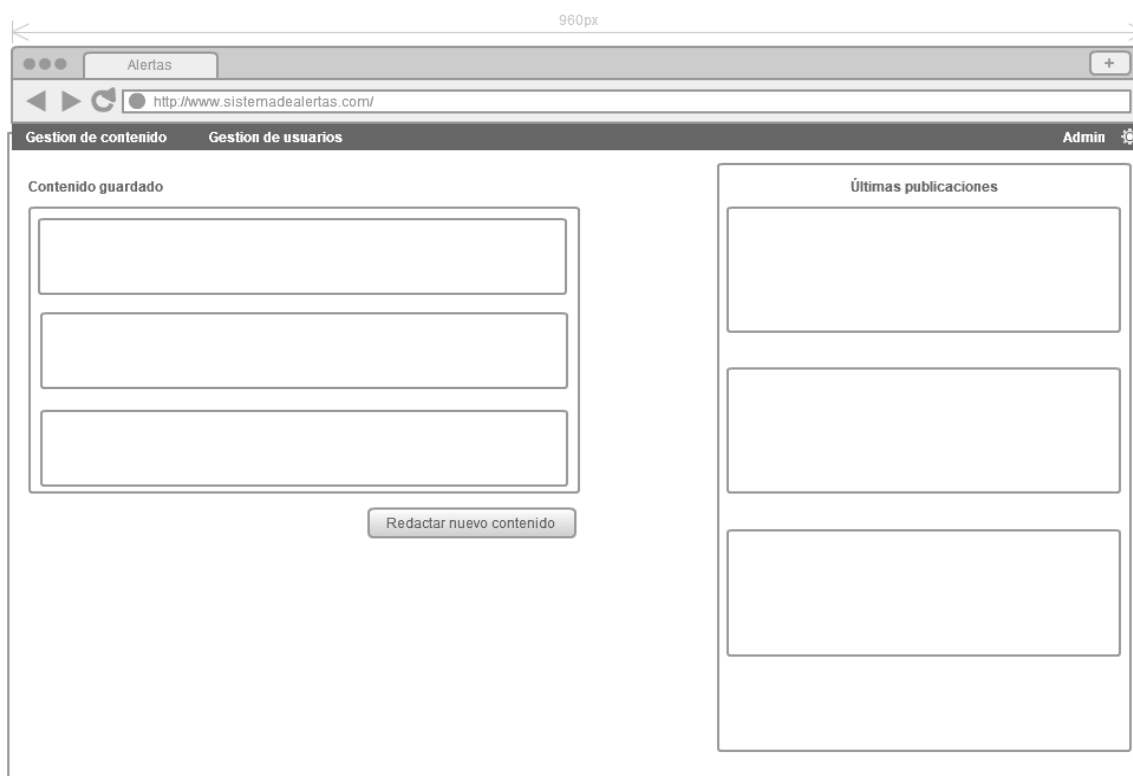 960px
Alertas
+
http://www.sistemadealertas.com/
Gestion de contenido Gestion de usuarios Admin
Contenido guardado
Últimas publicaciones
Redactar nuevo contenido